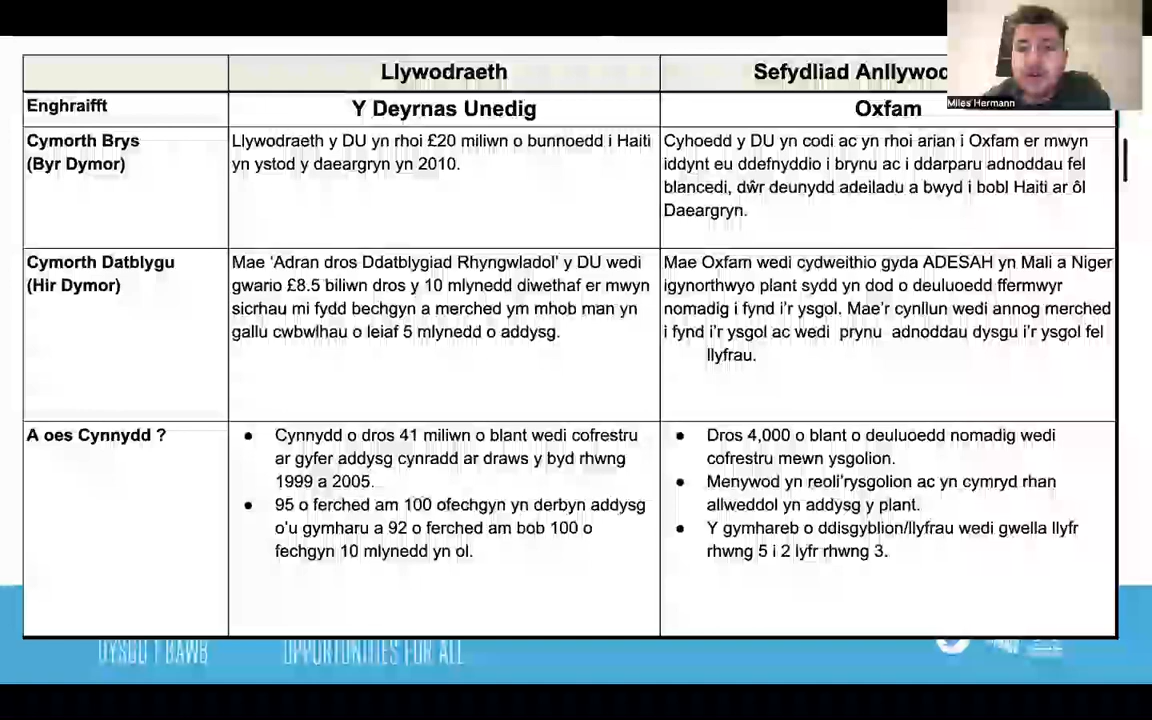 Llywodraeth
Sefydliad
Miles Hermann
Enghraifft
Y Deyrnas Unedig
Oxfam
Cymorth Brys
(Byr Dymor)
Llywodraeth y DU yn rhoi £20 miliwn o bunnoedd i Haiti
yn ystod y daeargryn yn 2010.
Cyhoedd y DU yn codi ac yn rhoi arian i Oxfam er mwyn
iddynt eu ddefnyddio i brynu ac i ddarparu adnoddau fel
blancedi, dŵr deunydd adeiladu a bwyd i bobl Haiti ar ôl
Daeargryn.
Cymorth Datblygu
(Hir Dymor)
Mae ‘Adran dros Ddatblygiad Rhyngwladol’ y DU wedi
gwario £8.5 biliwn dros y 10 mlynedd diwethaf er mwyn
sicrhau mi fydd bechgyn a merched ym mhob man yn
gallu cwbwlhau o leiaf 5 mlynedd o addysg.
Mae Oxfam wedi cydweithio gyda ADESAH yn Mali a Niger
igynorthwyo plant sydd yn dod o deuluoedd ffermwyr
nomadig i fynd i’r ysgol. Mae’r cynllun wedi annog merched
i fynd i’r ysgol ac wedi prynu adnoddau dysgu i’r ysgol fel
llyfrau.
A oes Cynnydd ?
● Cynnydd o dros 41 miliwn o blant wedi cofrestru
ar gyfer addysg cynradd ar draws y byd rhwng
1999 a 2005.
● 95 o ferched am 100 ofechgyn yn derbyn addysg
o’u gymharu a 92 o ferched am bob 100 o
fechgyn 10 mlynedd yn ol.
● Dros 4,000 o blant o deuluoedd nomadig wedi
cofrestru mewn ysgolion.
● Menywod yn reoli’rysgolion ac yn cymryd rhan
allweddol yn addysg y plant.
● Y gymhareb o ddisgyblion/llyfrau wedi gwella llyfr
rhwng 5 i 2 lyfr rhwng 3.
OPPORTUNITIES FOR ALL